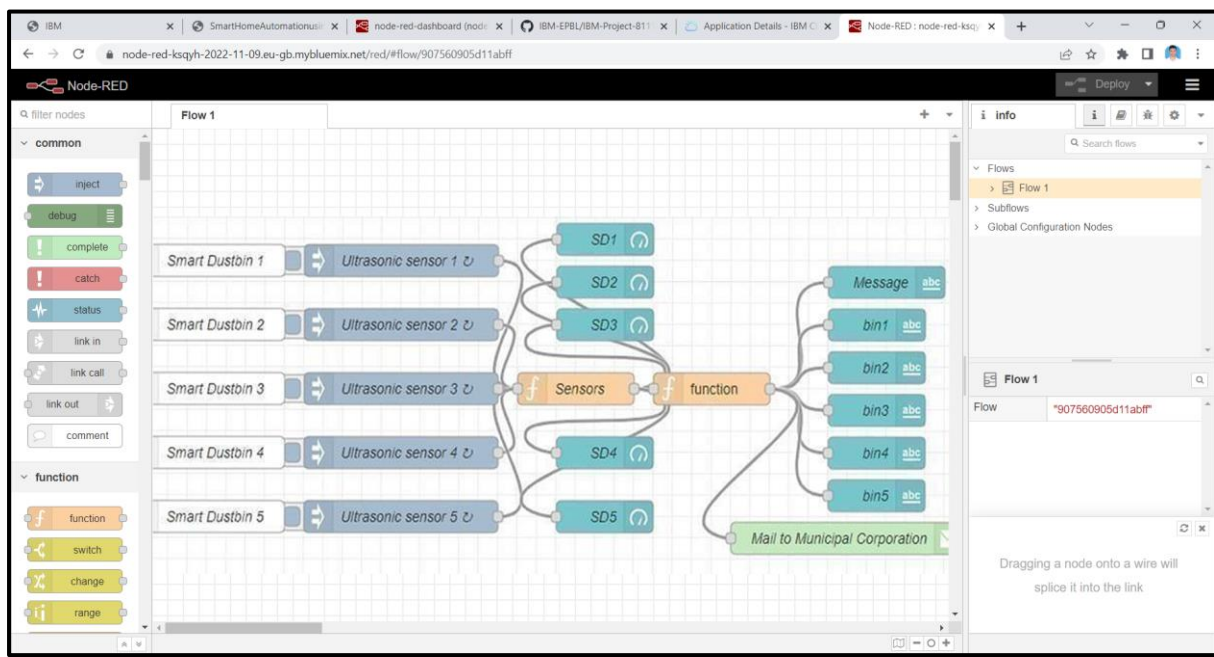 IBM
SmartHomeAutomationusin
node-red-dashboard (node
IBM-EPBL/IBM-Project-811
Application Details - IBM C
Node-RED : node-red-ksq
node-red-ksqyh-2022-11-09.eu-gb.mybluemix.net/red/#flow/907560905d11abff
Node-RED
Deploy
filter nodes
common
inject
debug
complete
catch
status
link in
link call
link out
comment
function
function
switch
change
range
Flow 1
Smart Dustbin 1
Ultrasonic sensor 1 ↻
Smart Dustbin 2
Ultrasonic sensor 2 ↻
Smart Dustbin 3
Ultrasonic sensor 3 ↻
Smart Dustbin 4
Ultrasonic sensor 4 ↻
Smart Dustbin 5
Ultrasonic sensor 5 ↻
SD1
SD2
SD3
f Sensors
SD4
SD5
f function
Message abc
bin1 abc
bin2 abc
bin3 abc
bin4 abc
bin5 abc
Mail to Municipal Corporation
i info
i
Search flows
Flows
Flow 1
Subflows
Global Configuration Nodes
Flow 1
Flow "907560905d11abff"
Dragging a node onto a wire will
splice it into the link